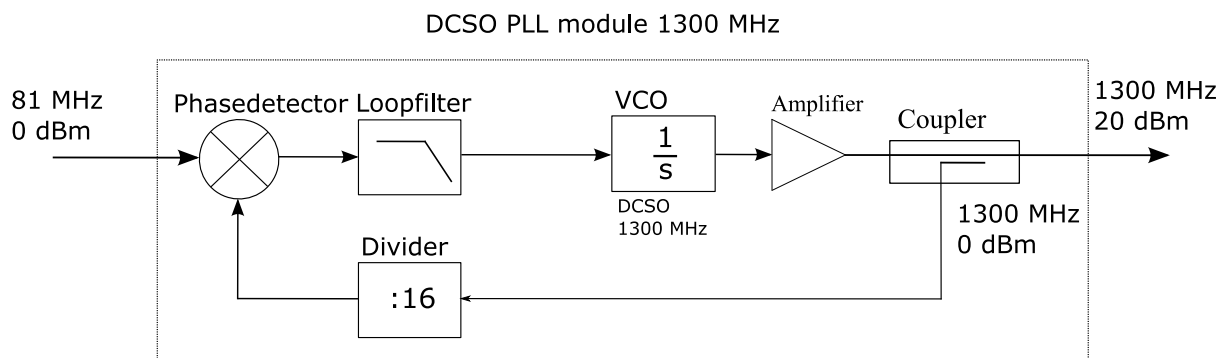 DCSO PLL module 1300 MHz
81 MHz
0 dBm
Phasedetector
Loopfilter
VCO
1
s
DCSO
1300 MHz
Amplifier
Coupler
1300 MHz
20 dBm
1300 MHz
0 dBm
Divider
:16